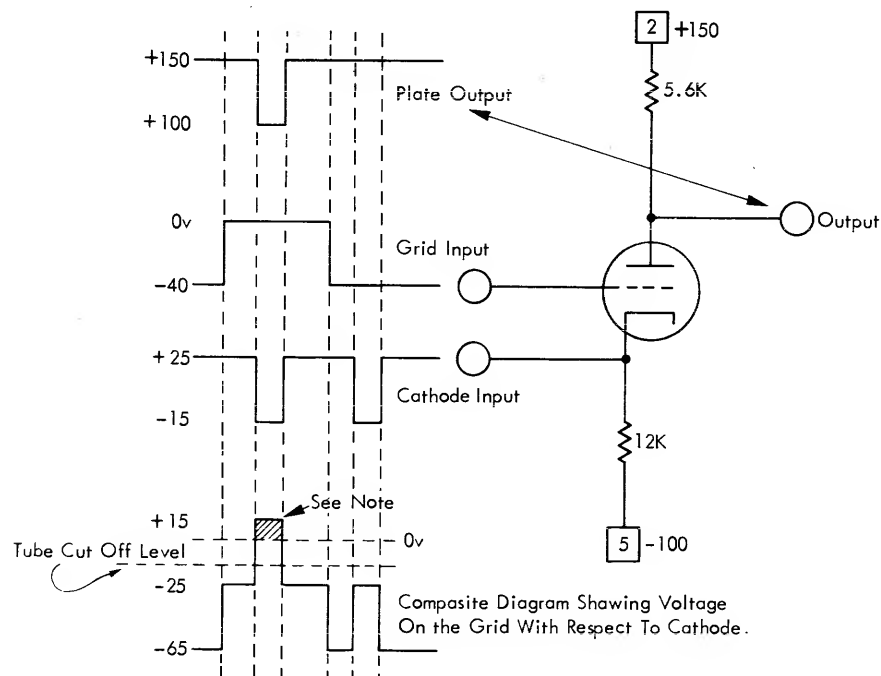 2 +150
+150
5.6K
Plate Output
+100
0v
Output
Grid Input
-40
+25
Cathode Input
-15
12K
See Note
+15
0v
5 -100
Tube Cut Off Level
-25
Composite Diagram Shawing Voltage
On the Grid With Respect To Cathode.
-65